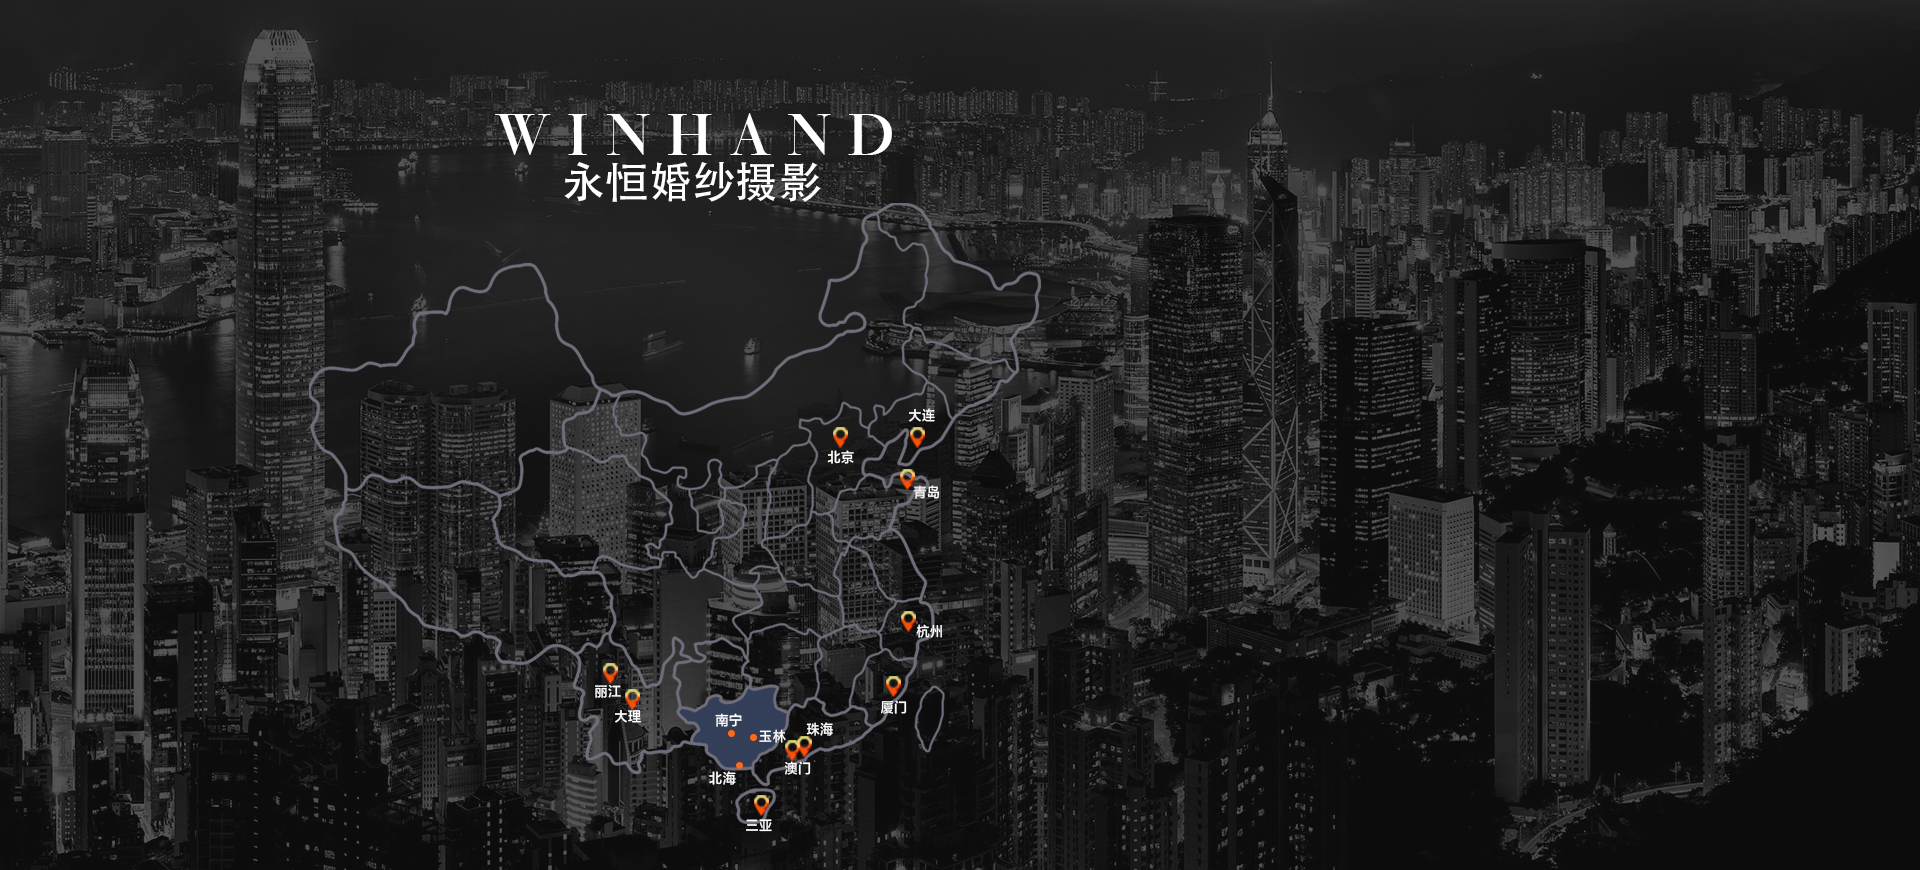 WINHAND
永恒婚纱摄影
大连
北京
青岛
杭州
丽江
大理
厦门
南宁
玉林
珠海
澳门
北海
三亚